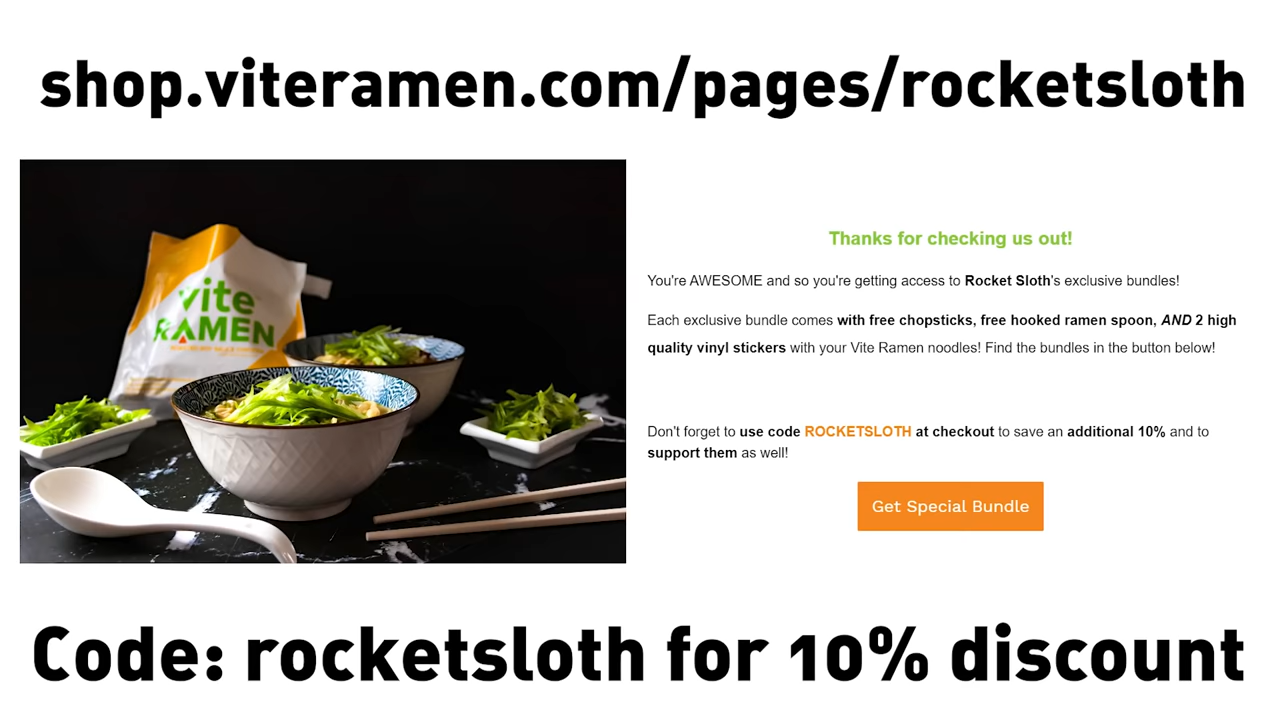 shop.viteramen.com/pages/rocketsloth
vite
RAMEN
Thanks for checking us out!
You're AWESOME and so you're getting access to Rocket Sloth's exclusive bundles!
Each exclusive bundle comes with free chopsticks, free hooked ramen spoon, AND 2 high
quality vinyl stickers with your Vite Ramen noodles! Find the bundles in the button below!
Don't forget to use code ROCKETSLOTH at checkout to save an additional 10% and to
support them as well!
Get Special Bundle
Code: rocketsloth for 10% discount